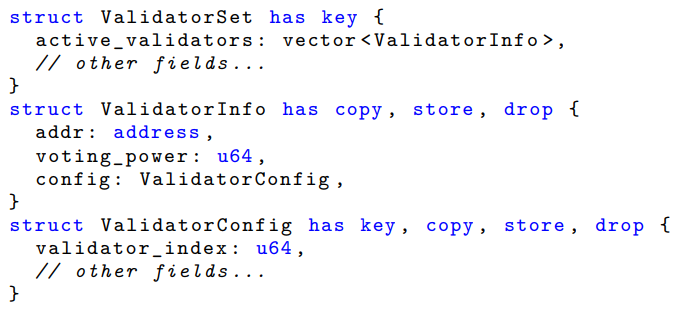 struct ValidatorSet has key {
  active_validators: vector<ValidatorInfo>,
  // other fields...
}
struct ValidatorInfo has copy, store, drop {
  addr: address,
  voting_power: u64,
  config: ValidatorConfig,
}
struct ValidatorConfig has key, copy, store, drop {
  validator_index: u64,
  // other fields...
}